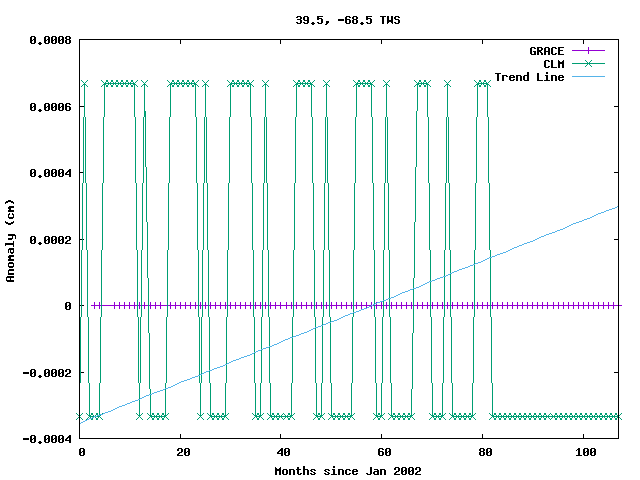 39.5, -68.5 TWS
0.0008
0.0006
0.0004
0.0002
0
-0.0002
-0.0004
Anomaly (cm)
GRACE
CLM
Trend Line
0 20 40 60 80 100
Months since Jan 2002